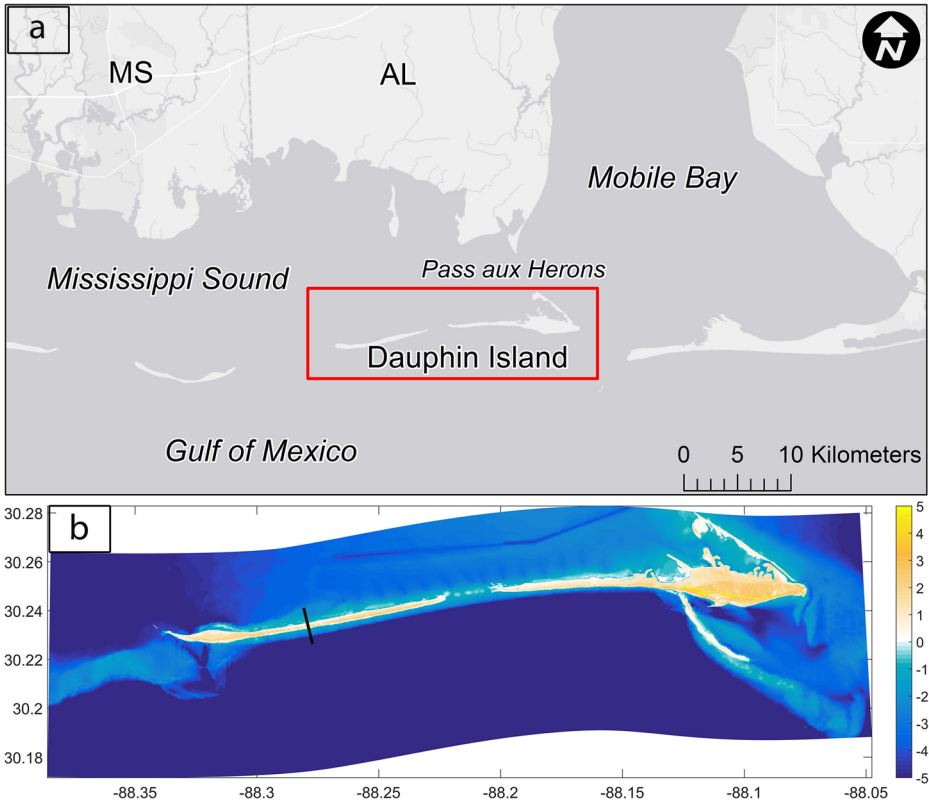 a
N
MS
AL
Mobile Bay
Pass aux Herons
Mississippi Sound
Dauphin Island
Gulf of Mexico
0 5 10 Kilometers
b
30.28
30.26
30.24
30.22
30.2
30.18
-88.35
-88.3
-88.25
-88.2
-88.15
-88.1
-88.05
5
4
3
2
1
0
-1
-2
-3
-4
-5